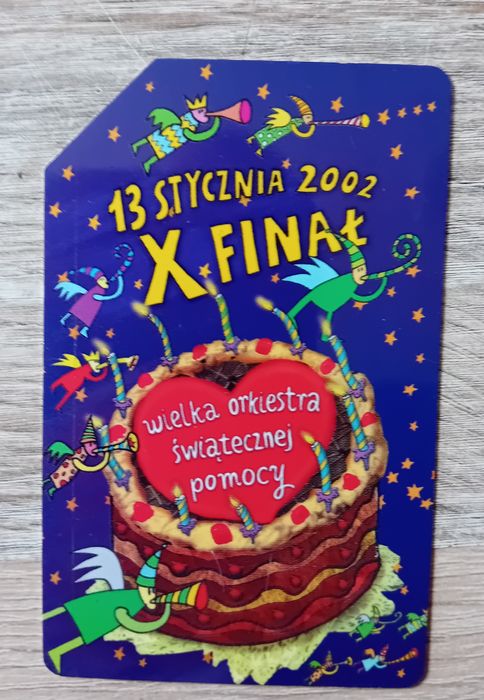 13 STYCZNIA 2002
X FINAŁ
wielka orkiestra
świątecznej
pomocy